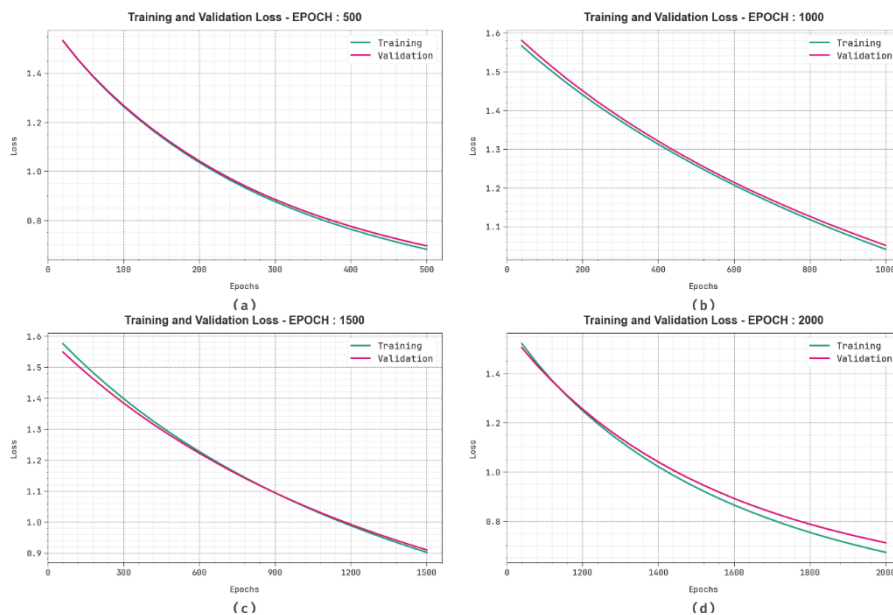 Training and Validation Loss - EPOCH : 500
Training
Validation
1.4
1.2
1.0
0.8
Loss
0
100
200
300
400
500
Epochs
(a)
Training and Validation Loss - EPOCH : 1000
Training
Validation
1.6
1.5
1.4
1.3
1.2
1.1
Loss
0
200
400
600
800
1000
Epochs
(b)
Training and Validation Loss - EPOCH : 1500
Training
Validation
1.6
1.5
1.4
1.3
1.2
1.1
1.0
0.9
Loss
0
300
600
900
1200
1500
Epochs
(c)
Training and Validation Loss - EPOCH : 2000
Training
Validation
1.4
1.2
1.0
0.8
Loss
0
1200
1400
1600
1800
2000
Epochs
(d)